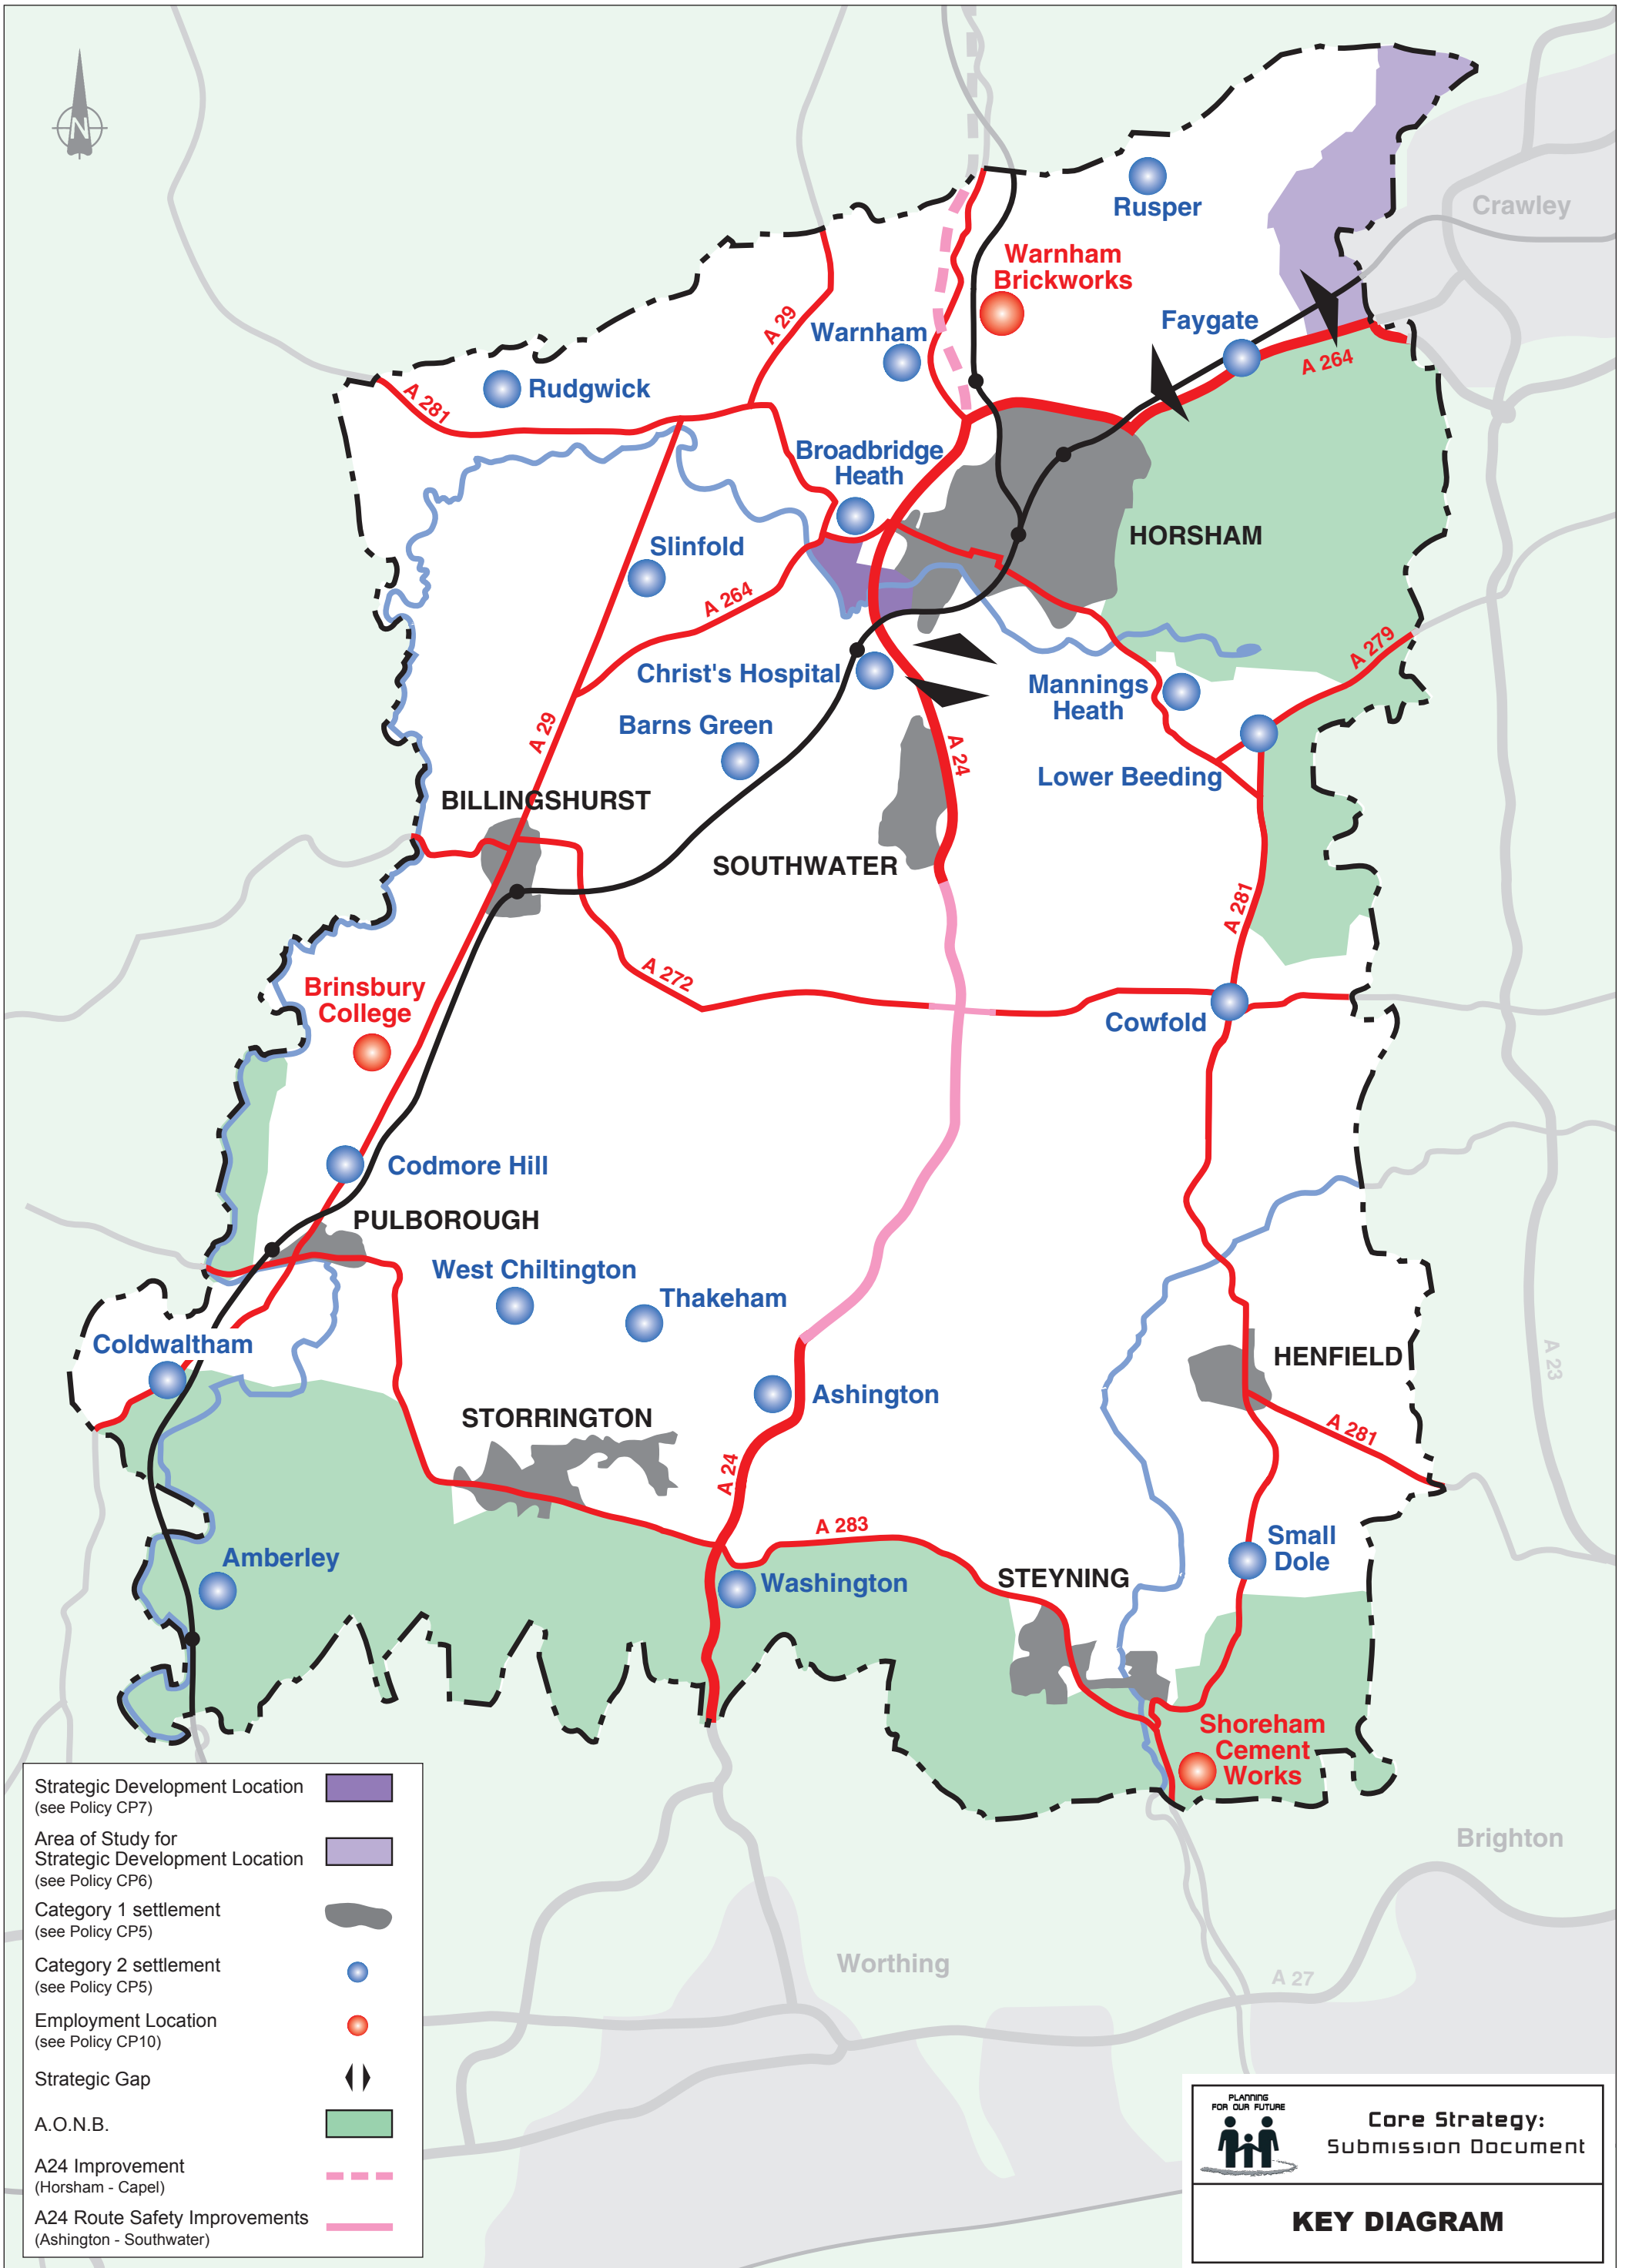 N
Crawley
Rusper
Warnham
Brickworks
A 29
Warnham
Faygate
A 264
A 281
Rudgwick
Broadbridge
Heath
HORSHAM
Slinfold
A 264
A 279
Christ's Hospital
Mannings
Heath
Barns Green
A 29
A 24
Lower Beeding
BILLINGSHURST
SOUTHWATER
A 281
A 272
Brinsbury
College
Cowfold
Codmore Hill
PULBOROUGH
West Chiltington
Thakeham
Coldwaltham
HENFIELD
A 23
Ashington
STORRINGTON
A 281
A 24
A 283
Small
Dole
Amberley
Washington
STEYNING
Shoreham
Cement
Works
Brighton
Worthing
A 27
Strategic Development Location
(see Policy CP7)
Area of Study for
Strategic Development Location
(see Policy CP6)
Category 1 settlement
(see Policy CP5)
Category 2 settlement
(see Policy CP5)
Employment Location
(see Policy CP10)
Strategic Gap
A.O.N.B.
A24 Improvement
(Horsham - Capel)
A24 Route Safety Improvements
(Ashington - Southwater)
PLANNING
FOR OUR FUTURE
Core Strategy:
Submission Document
KEY DIAGRAM